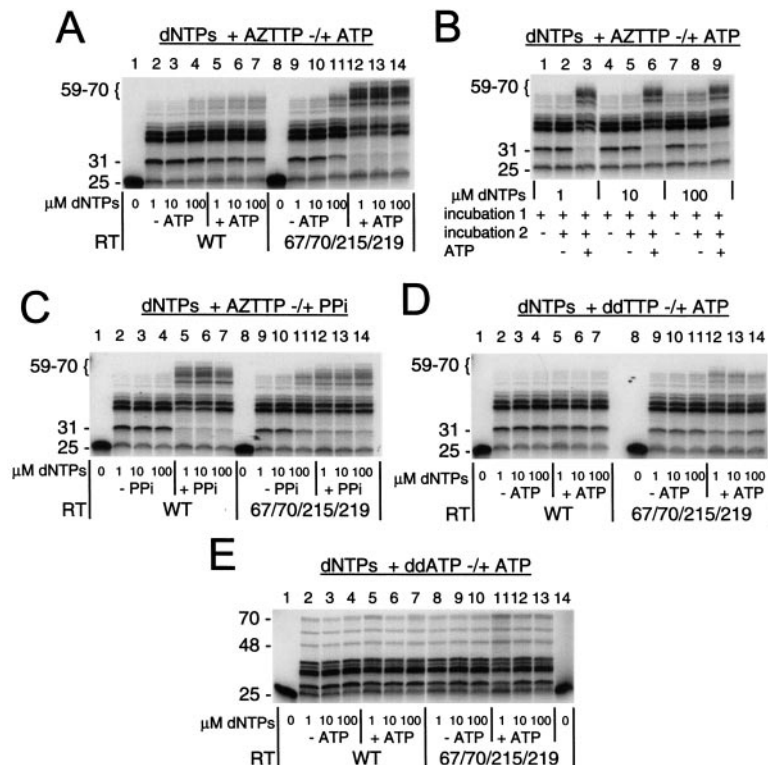 A
dNTPs + AZTTP -/+ ATP
1 2 3 4 5 6 7 8 9 10 11 12 13 14
59-70 {
31 -
25 -
μM dNTPs 0 1 10 100 1 10 100 0 1 10 100 1 10 100
- ATP + ATP - ATP + ATP
RT WT 67/70/215/219
B
dNTPs + AZTTP -/+ ATP
1 2 3 4 5 6 7 8 9
59-70 {
31 -
25 -
μM dNTPs 1 10 100
incubation 1 + + + + + + + + +
incubation 2 - + + - + + - + +
ATP - + - + - +
C
dNTPs + AZTTP -/+ PPi
1 2 3 4 5 6 7 8 9 10 11 12 13 14
59-70 {
31 -
25 -
μM dNTPs 0 1 10 100 1 10 100 0 1 10 100 1 10 100
- PPi + PPi - PPi + PPi
RT WT 67/70/215/219
D
dNTPs + ddTTP -/+ ATP
1 2 3 4 5 6 7 8 9 10 11 12 13 14
59-70 {
31 -
25 -
μM dNTPs 0 1 10 100 1 10 100 0 1 10 100 1 10 100
- ATP + ATP - ATP + ATP
RT WT 67/70/215/219
E
dNTPs + ddATP -/+ ATP
1 2 3 4 5 6 7 8 9 10 11 12 13 14
70 -
48 -
25 -
μM dNTPs 0 1 10 100 1 10 100 1 10 100 1 10 100 0
- ATP + ATP - ATP + ATP
RT WT 67/70/215/219